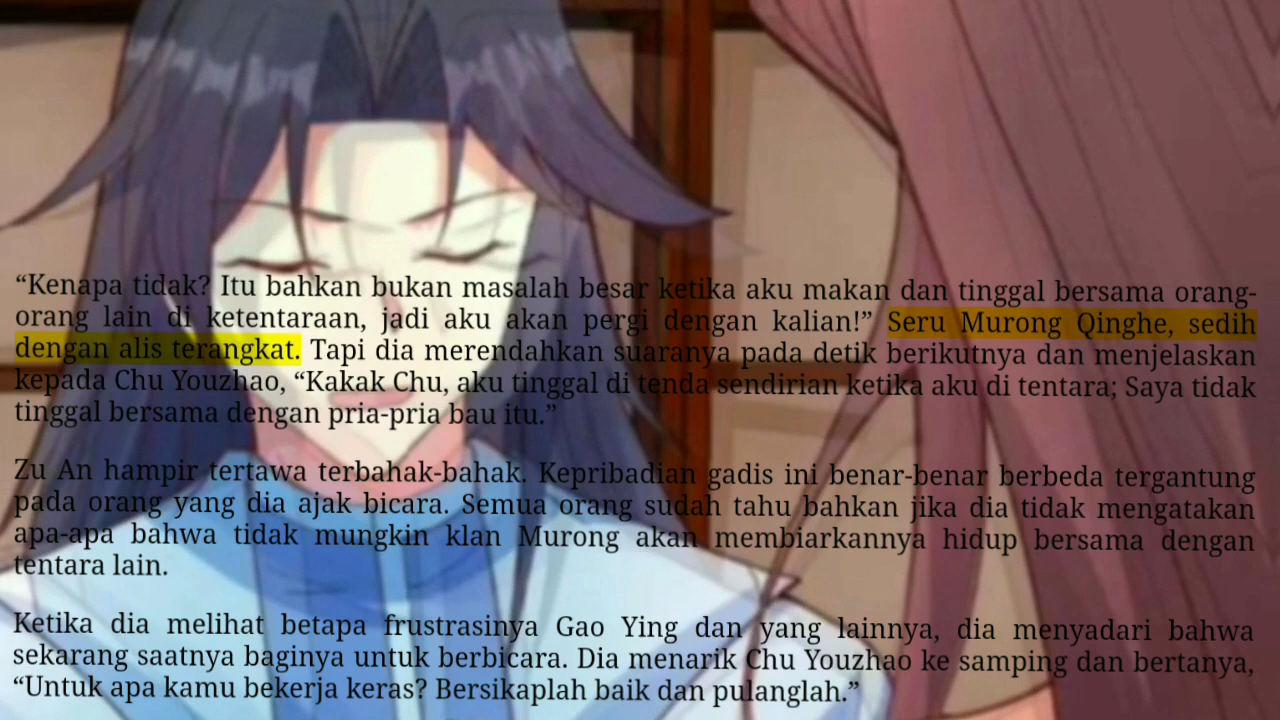 “Kenapa tidak? Itu bahkan bukan masalah besar ketika aku makan dan tinggal bersama orang-
orang lain di ketentaraan, jadi aku akan pergi dengan kalian!” Seru Murong Qinghe, sedih
dengan alis terangkat. Tapi dia merendahkan suaranya pada detik berikutnya dan menjelaskan
kepada Chu Youzhao, “Kakak Chu, aku tinggal di tenda sendirian ketika aku di tentara; Saya tidak
tinggal bersama dengan pria-pria bau itu.”
Zu An hampir tertawa terbahak-bahak. Kepribadian gadis ini benar-benar berbeda tergantung
pada orang yang dia ajak bicara. Semua orang sudah tahu bahkan jika dia tidak mengatakan
apa-apa bahwa tidak mungkin klan Murong akan membiarkannya hidup bersama dengan
tentara lain.
Ketika dia melihat betapa frustrasinya Gao Ying dan yang lainnya, dia menyadari bahwa
sekarang saatnya baginya untuk berbicara. Dia menarik Chu Youzhao ke samping dan bertanya,
“Untuk apa kamu bekerja keras? Bersikaplah baik dan pulanglah.”